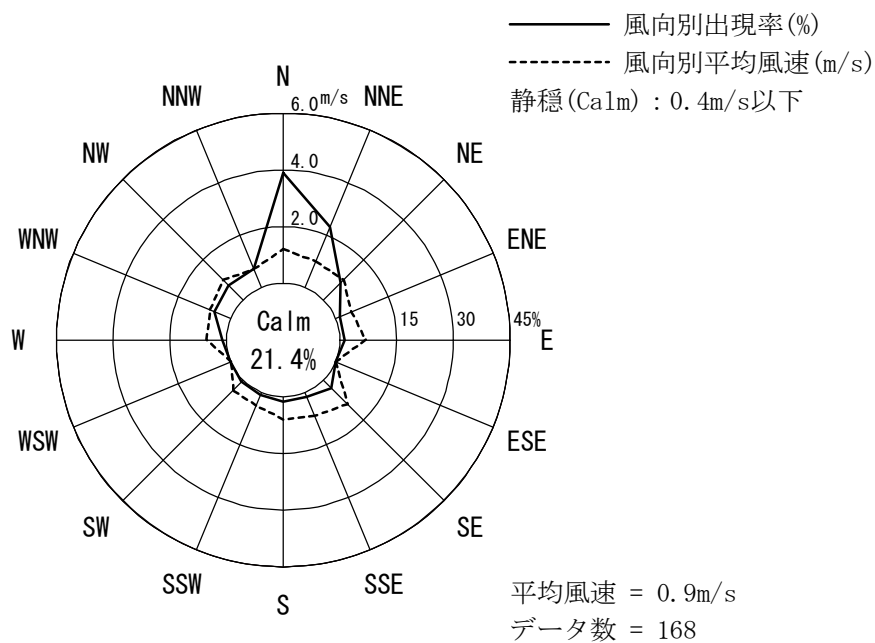 風向別出現率(%)
風向別平均風速(m/s)
静穏(Calm) : 0.4m/s以下
N
NNW
NNE
6.0m/s
NW
NE
4.0
2.0
WNW
ENE
Calm
21.4%
15
30
45%
W
E
WSW
ESE
SW
SE
SSW
SSE
S
平均風速 = 0.9m/s
データ数 = 168